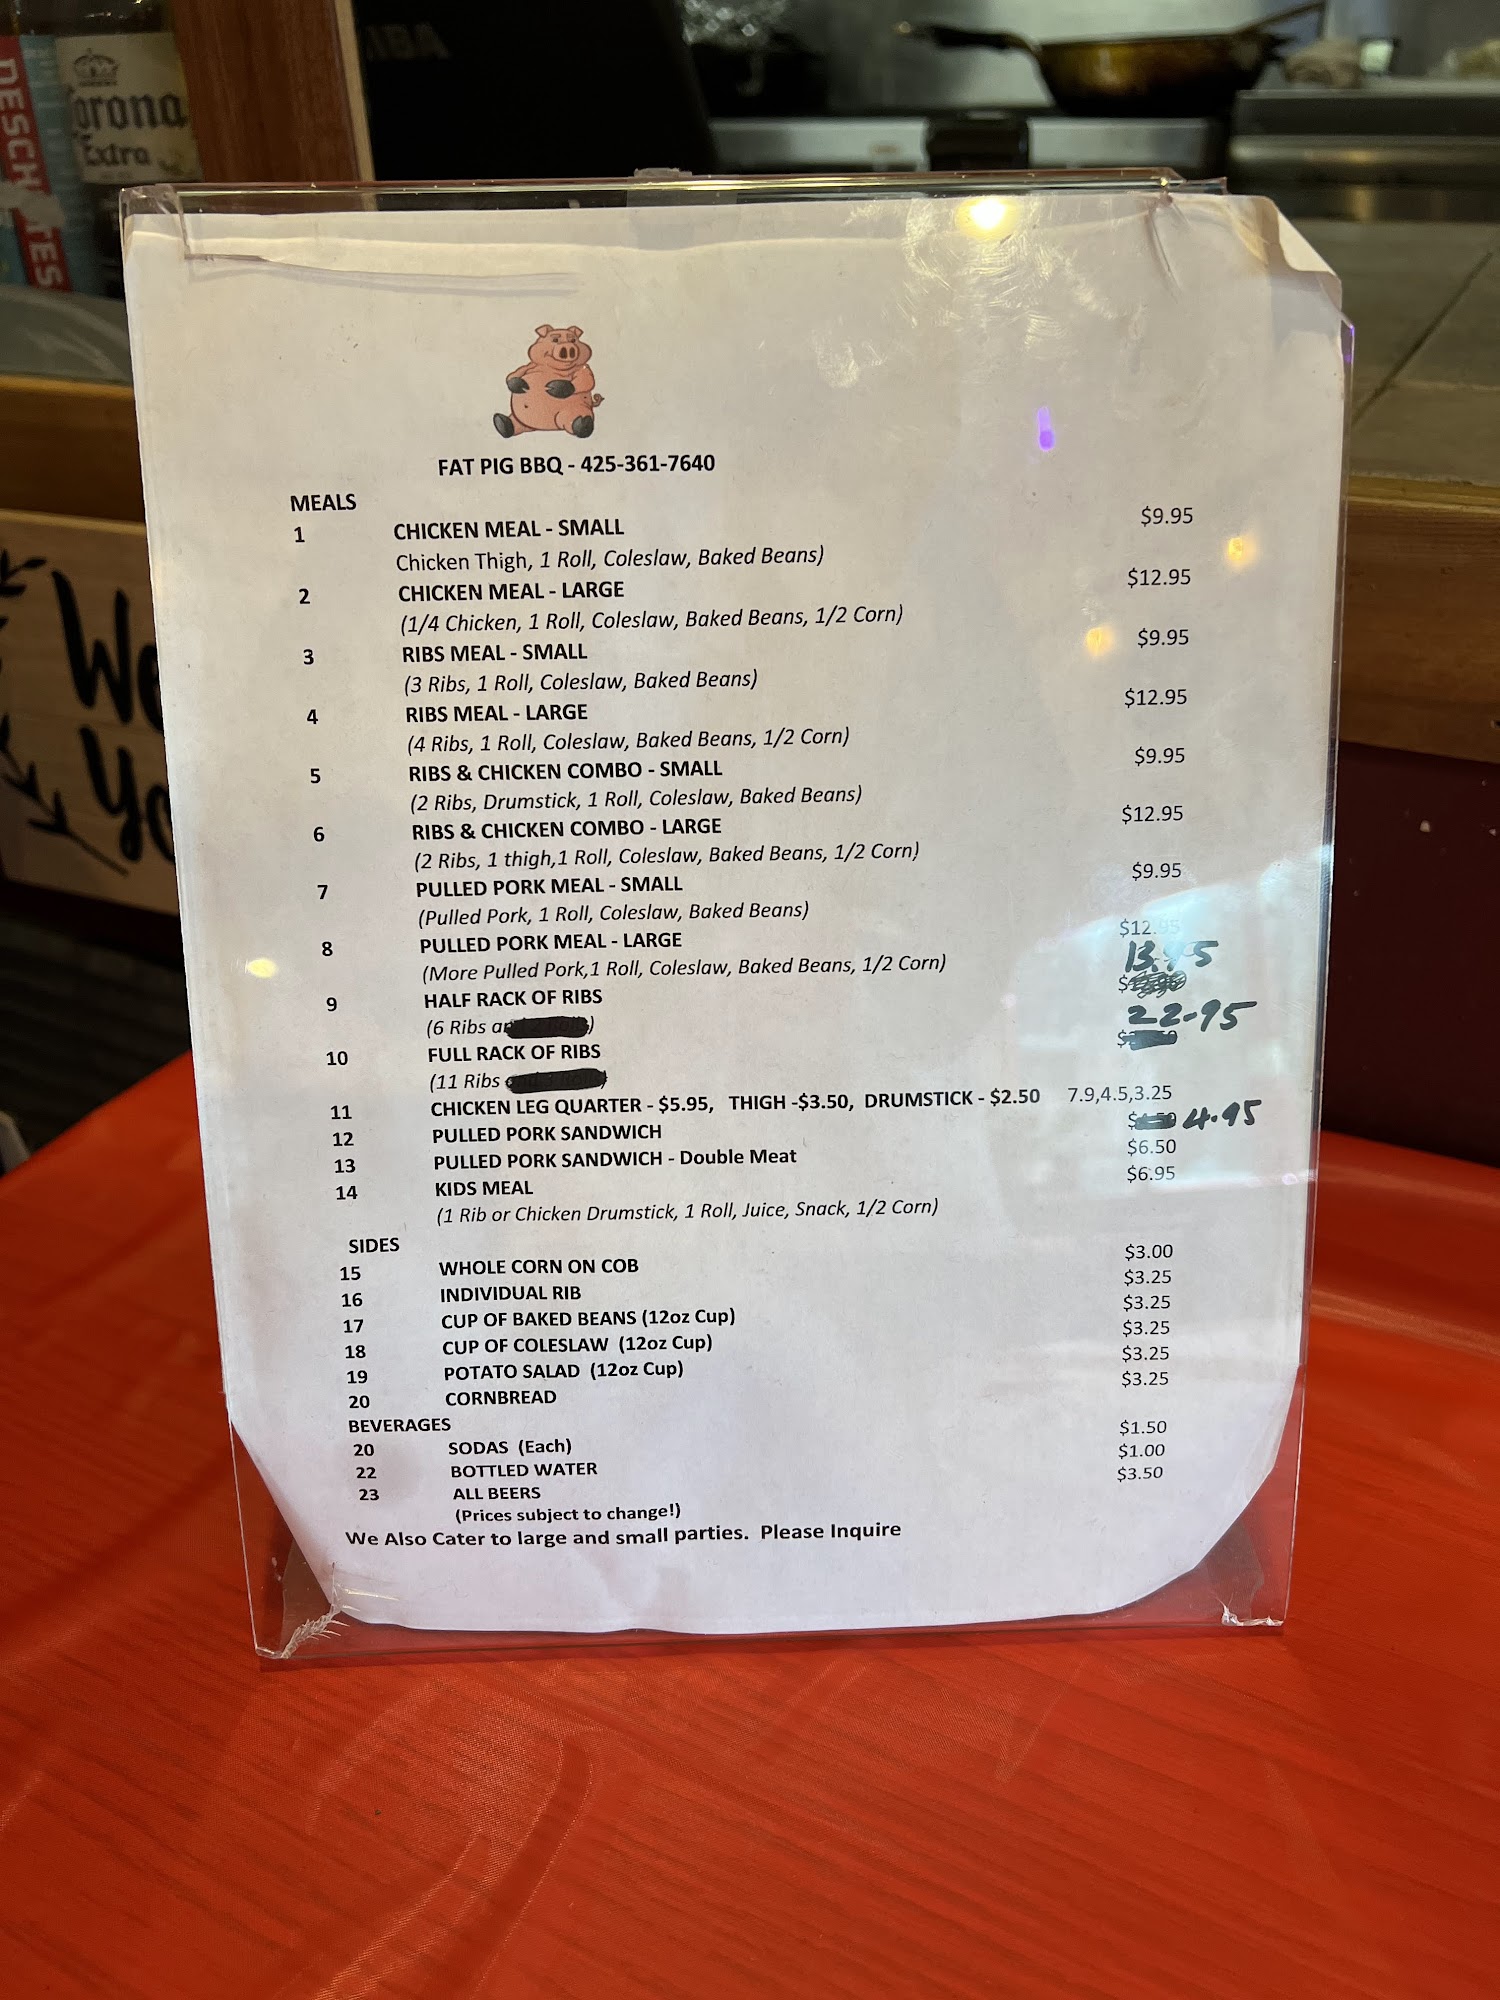 DESCHUTES
Corona
Extra
We
Yo
FAT PIG BBQ - 425-361-7640
MEALS
1 CHICKEN MEAL - SMALL $9.95
Chicken Thigh, 1 Roll, Coleslaw, Baked Beans)
2 CHICKEN MEAL - LARGE $12.95
(1/4 Chicken, 1 Roll, Coleslaw, Baked Beans, 1/2 Corn)
3 RIBS MEAL - SMALL $9.95
(3 Ribs, 1 Roll, Coleslaw, Baked Beans)
4 RIBS MEAL - LARGE $12.95
(4 Ribs, 1 Roll, Coleslaw, Baked Beans, 1/2 Corn)
5 RIBS & CHICKEN COMBO - SMALL $9.95
(2 Ribs, Drumstick, 1 Roll, Coleslaw, Baked Beans)
6 RIBS & CHICKEN COMBO - LARGE $12.95
(2 Ribs, 1 thigh,1 Roll, Coleslaw, Baked Beans, 1/2 Corn)
7 PULLED PORK MEAL - SMALL $9.95
(Pulled Pork, 1 Roll, Coleslaw, Baked Beans)
8 PULLED PORK MEAL - LARGE $12.95
(More Pulled Pork,1 Roll, Coleslaw, Baked Beans, 1/2 Corn)
9 HALF RACK OF RIBS 13.95
(6 Ribs
10 FULL RACK OF RIBS 22.95
(11 Ribs
11 CHICKEN LEG QUARTER - $5.95, THIGH -$3.50, DRUMSTICK - $2.50 7.9,4.5,3.25
12 PULLED PORK SANDWICH 4.95
13 PULLED PORK SANDWICH - Double Meat $6.50
14 KIDS MEAL $6.95
(1 Rib or Chicken Drumstick, 1 Roll, Juice, Snack, 1/2 Corn)
SIDES
15 WHOLE CORN ON COB $3.00
16 INDIVIDUAL RIB $3.25
17 CUP OF BAKED BEANS (12oz Cup) $3.25
18 CUP OF COLESLAW (12oz Cup) $3.25
19 POTATO SALAD (12oz Cup) $3.25
20 CORNBREAD $3.25
BEVERAGES
20 SODAS (Each) $1.50
22 BOTTLED WATER $1.00
23 ALL BEERS $3.50
(Prices subject to change!)
We Also Cater to large and small parties. Please Inquire